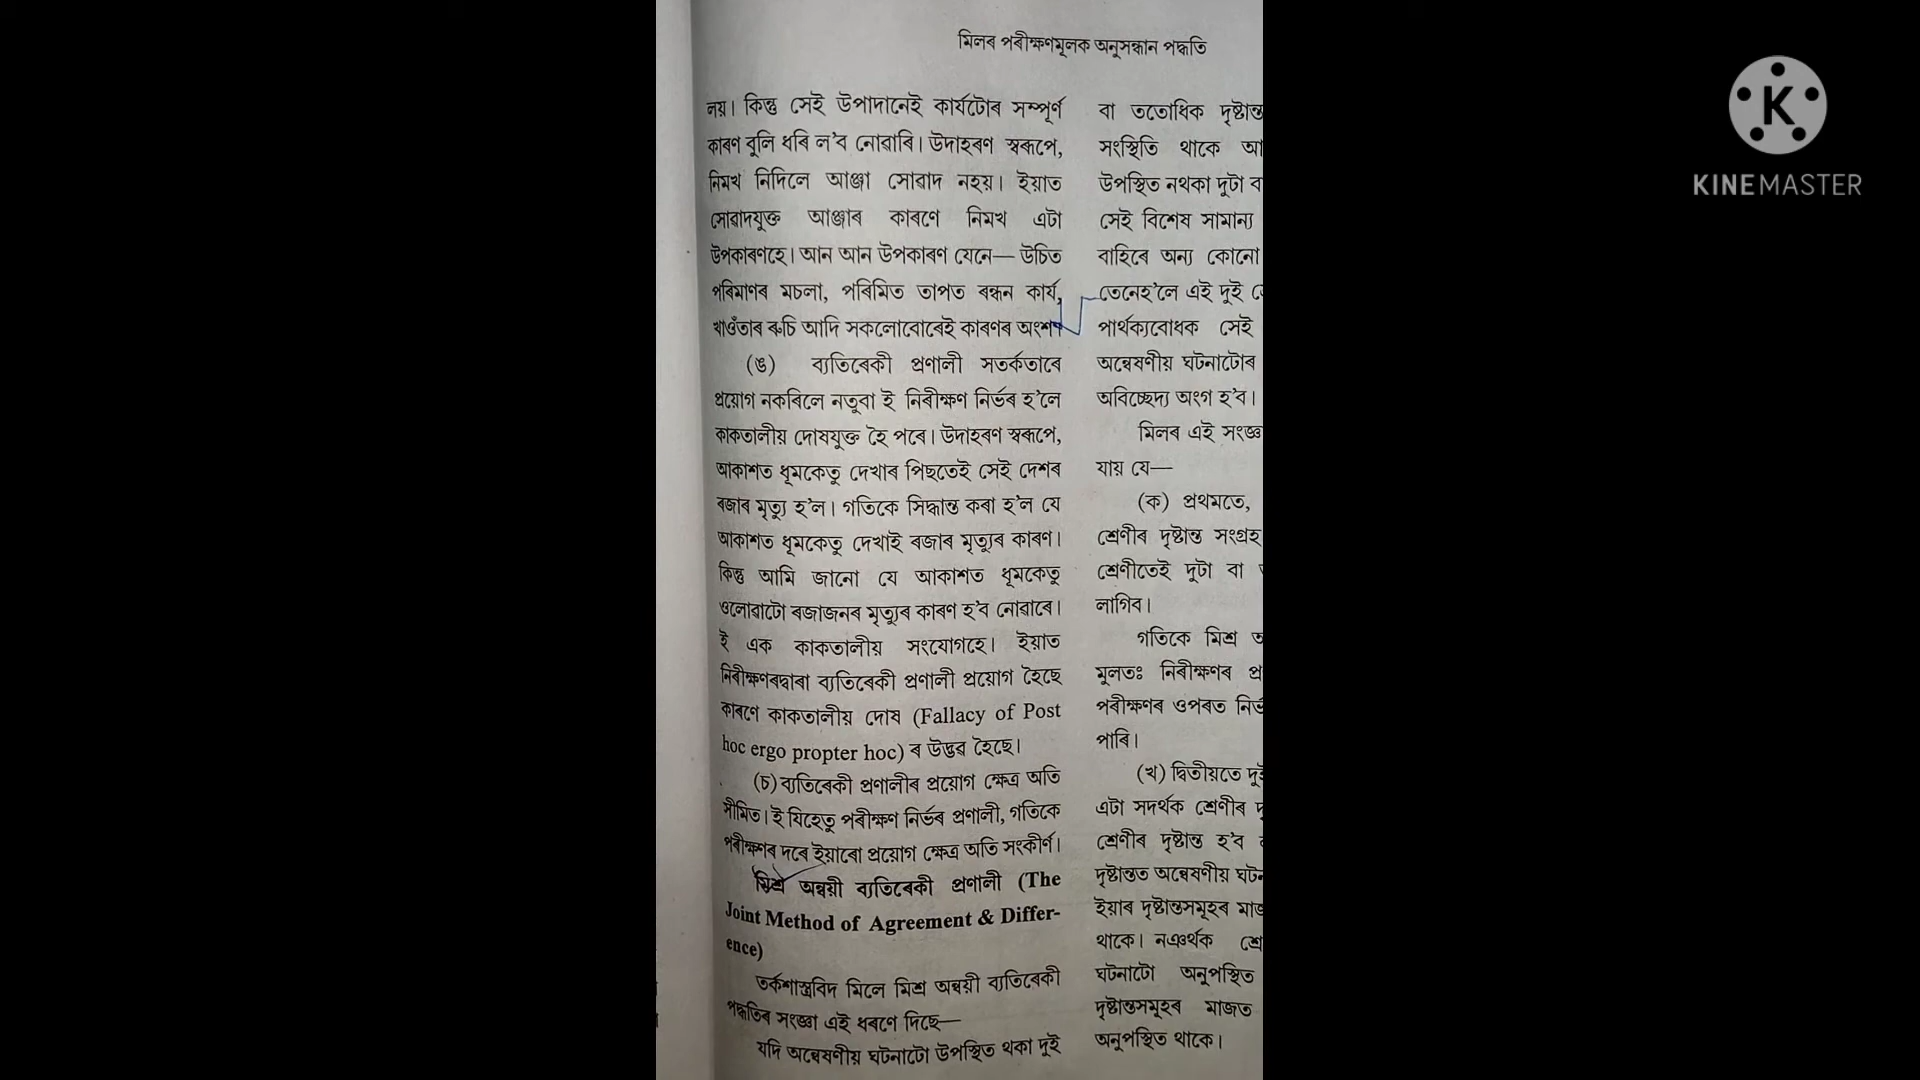 মিলৰ পৰীক্ষণমূলক অনুসন্ধান পদ্ধতি
নয়। কিন্তু সেই উপাদানেই কাৰ্যটোৰ সম্পূৰ্ণ
কাৰণ বুলি ধৰি ল'ব নোৱাৰি। উদাহৰণ স্বৰূপে,
নিমখ নিদিলে আঞ্জা সোৱাদ নহয়। ইয়াত
সোৱাদযুক্ত আঞ্জাৰ কাৰণে নিমখ এটা
উপকাৰণহে। আন আন উপকাৰণ যেনে— উচিত
পৰিমাণৰ মচলা, পৰিমিত তাপত ৰন্ধন কাৰ্য,
খাওঁতাৰ ৰুচি আদি সকলোবোৰেই কাৰণৰ অংশ।
(ঙ) ব্যতিৰেকী প্ৰণালী সতৰ্কতাৰে
প্ৰয়োগ নকৰিলে নতুবা ই নিৰীক্ষণ নিৰ্ভৰ হ'লে
কাকতালীয় দোষযুক্ত হৈ পৰে। উদাহৰণ স্বৰূপে,
আকাশত ধূমকেতু দেখাৰ পিছতেই সেই দেশৰ
ৰজাৰ মৃত্যু হ'ল। গতিকে সিদ্ধান্ত কৰা হ'ল যে
আকাশত ধূমকেতু দেখাই ৰজাৰ মৃত্যুৰ কাৰণ।
কিন্তু আমি জানো যে আকাশত ধূমকেতু
ওলোৱাটো ৰজাজনৰ মৃত্যুৰ কাৰণ হ'ব নোৱাৰে।
ই এক কাকতালীয় সংযোগহে। ইয়াত
নিৰীক্ষণৰদ্বাৰা ব্যতিৰেকী প্ৰণালী প্ৰয়োগ হৈছে
কাৰণে কাকতালীয় দোষ (Fallacy of Post
hoc ergo propter hoc) ৰ উদ্ভৱ হৈছে।
(চ) ব্যতিৰেকী প্ৰণালীৰ প্ৰয়োগ ক্ষেত্ৰ অতি
সীমিত। ই যিহেতু পৰীক্ষণ নিৰ্ভৰ প্ৰণালী, গতিকে
পৰীক্ষণৰ দৰে ইয়াৰো প্ৰয়োগ ক্ষেত্ৰ অতি সংকীৰ্ণ।
মিশ্ৰ অন্বয়ী ব্যতিৰেকী প্ৰণালী (The
Joint Method of Agreement & Differ-
ence)
তৰ্কশাস্ত্ৰবিদ মিলে মিশ্ৰ অন্বয়ী ব্যতিৰেকী
পদ্ধতিৰ সংজ্ঞা এই ধৰণে দিছে—
যদি অন্বেষণীয় ঘটনাটো উপস্থিত থকা দুই
বা ততোধিক দৃষ্টান্ত
সংস্থিতি থাকে
উপস্থিত নথকা দুটা
সেই বিশেষ সামান্য
বাহিৰে অন্য কোনো
তেনেহ'লে এই দুই
পাৰ্থক্যবোধক সেই
অন্বেষণীয় ঘটনাটোৰ
অবিচ্ছেদ্য অংগ হ'ব।
মিলৰ এই
যায় যে—
(ক) প্ৰথমতে,
শ্ৰেণীৰ দৃষ্টান্ত সংগ্ৰহ
শ্ৰেণীতেই দুটা বা
লাগিব।
গতিকে মিশ্ৰ
মূলতঃ নিৰীক্ষণৰ
পৰীক্ষণৰ ওপৰত
পাৰি।
(খ) দ্বিতীয়তে
এটা সদৰ্থক শ্ৰেণীৰ
শ্ৰেণীৰ দৃষ্টান্ত হ'ব
দৃষ্টান্তত অন্বেষণীয়
ইয়াৰ দৃষ্টান্তসমূহৰ
থাকে। নঞৰ্থক
ঘটনাটো অনুপস্থিত
দৃষ্টান্তসমূহৰ মাজত
অনুপস্থিত থাকে।
K
KINEMASTER